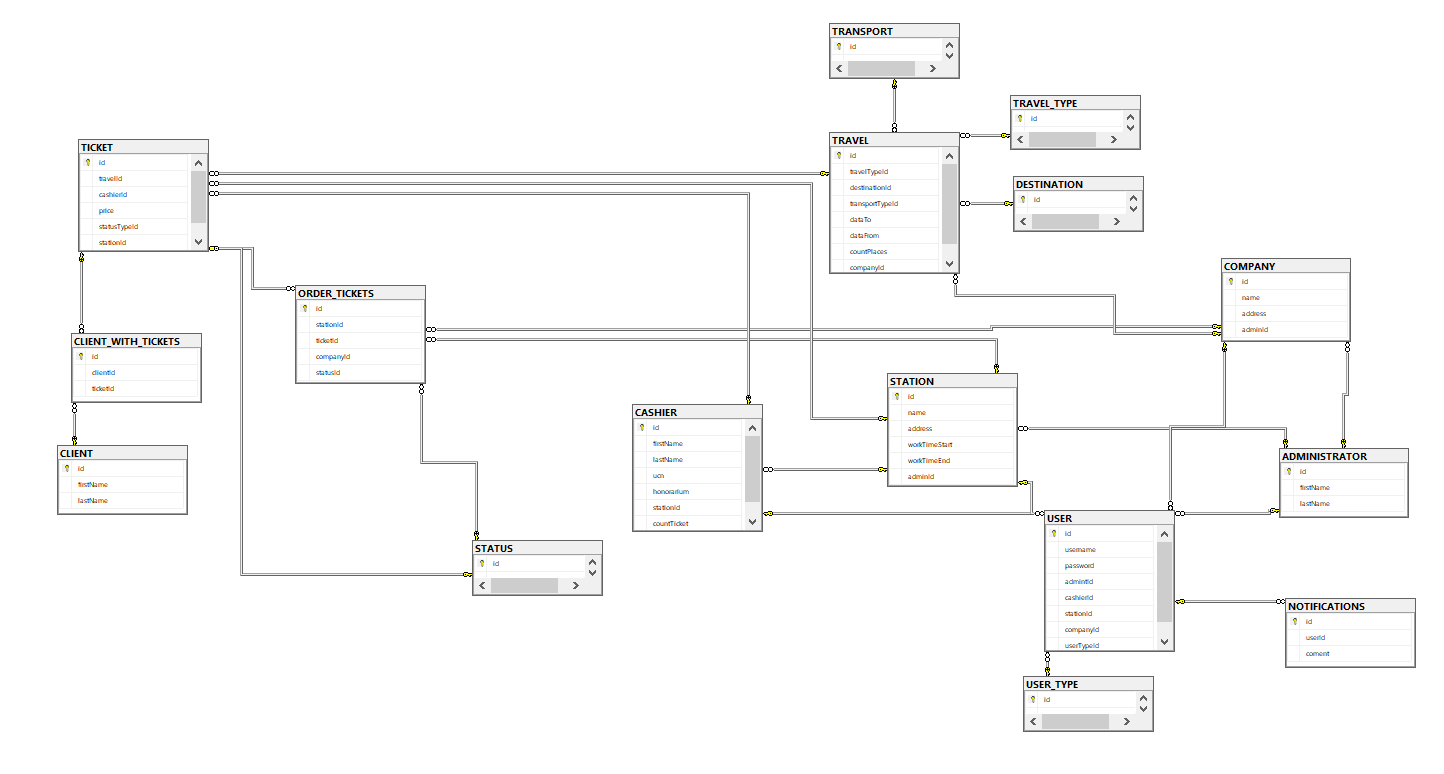 TRANSPORT
id
TRAVEL_TYPE
id
TRAVEL
id
travelTypeId
destinationId
transportTypeId
dataTo
dataFrom
countPlaces
companyId
DESTINATION
id
TICKET
id
travelId
cashierId
price
statusTypeId
stationId
COMPANY
id
name
address
adminId
ORDER_TICKETS
id
stationId
ticketId
companyId
statusId
CLIENT_WITH_TICKETS
id
clientId
ticketId
CLIENT
id
firstName
lastName
STATION
id
name
address
workTimeStart
workTimeEnd
adminId
CASHIER
id
firstName
lastName
ucn
honorarium
stationId
countTicket
ADMINISTRATOR
id
firstName
lastName
STATUS
id
USER
id
username
password
admintId
cashierId
stationId
companyId
userTypeId
NOTIFICATIONS
id
userId
coment
USER_TYPE
id